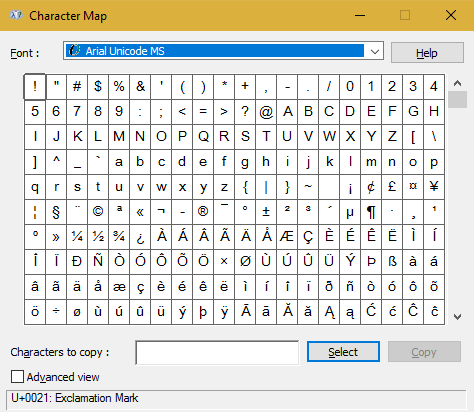 Character Map
Font : Arial Unicode MS Help
! " # $ % & ' ( ) * + , - . / 0 1 2 3 4
5 6 7 8 9 : ; < = > ? @ A B C D E F G H
I J K L M N O P Q R S T U V W X Y Z [ \
] ^ _ ` a b c d e f g h i j k l m n o p
q r s t u v w x y z { | } ~ ¡ ¢ £ ¤ ¥
¦ § ¨ © ª « ¬ - ® ¯ ° ± ² ³ ´ µ ¶ · ¸ ¹
º » ¼ ½ ¾ ¿ À Á Â Ã Ä Å Æ Ç È É Ê Ë Ì Í
Î Ï Ð Ñ Ò Ó Ô Õ Ö × Ø Ù Ú Û Ü Ý Þ ß à á
â ã ä å æ ç è é ê ë ì í î ï ð ñ ò ó ô õ
ö ÷ ø ù ú û ü ý þ ÿ Ā ā Ă ă Ą ą Ć ć Ĉ ĉ
Characters to copy : Select Copy
Advanced view
U+0021: Exclamation Mark